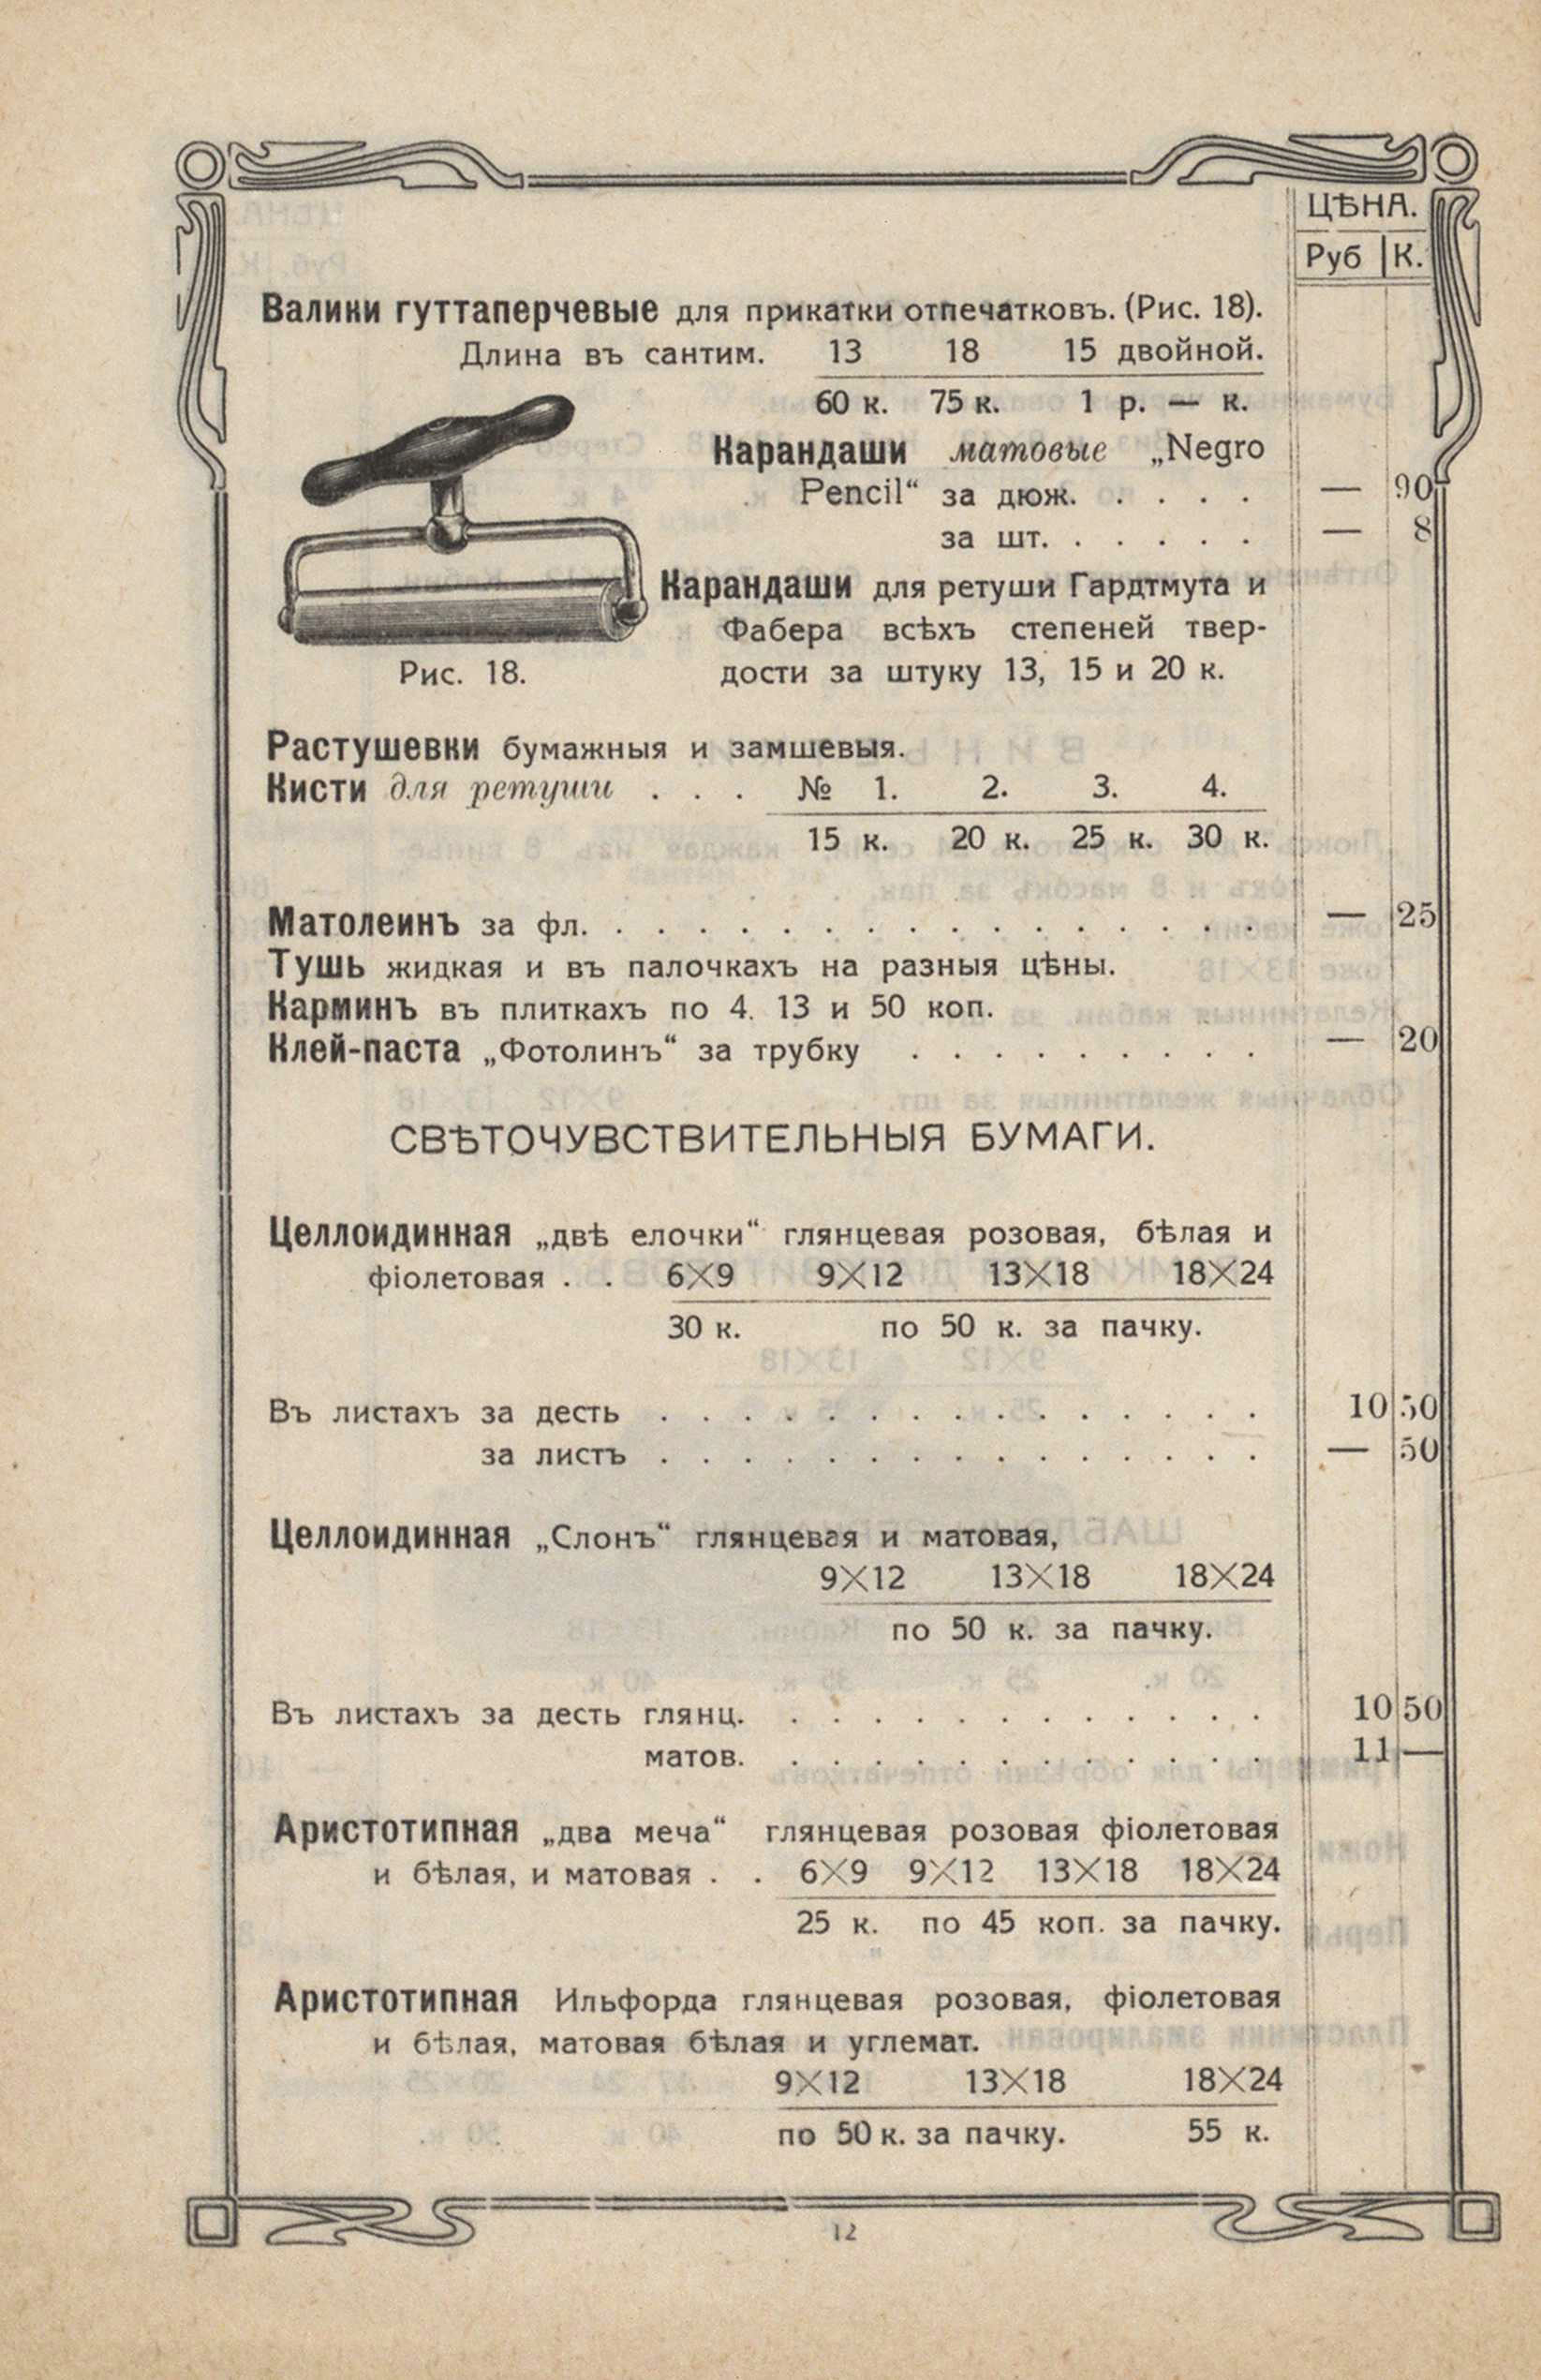 ЦѢНА.
Руб К.
Валики гуттаперчевые для прикатки отпечатковъ. (Рис. 18).
Длина въ сантим. 13 18 15 двойной.
60 к. 75 к. 1 р. — к.
Карандаши матовые „Negro
Pencil“ за дюж. . . . . — 90
за шт. . . . . . — 8
Карандаши для ретуши Гардтмута и
Фабера всѣхъ степеней твер-
дости за штуку 13, 15 и 20 к.
Рис. 18.
Растушевки бумажныя и замшевыя.
Кисти для ретуши . . . № 1. 2. 3. 4.
15 к. 20 к. 25 к. 30 к.
Матолеинъ за фл. . . . . . . . . . . . . . . . . — 25
Тушь жидкая и въ палочкахъ на разныя цѣны.
Карминъ въ плиткахъ по 4. 13 и 50 коп.
Клей-паста „Фотолинъ“ за трубку . . . . . . . . . — 20
СВѢТОЧУВСТВИТЕЛЬНЫЯ БУМАГИ.
Целлоидинная „двѣ елочки“ глянцевая розовая, бѣлая и
фіолетовая . . 6×9 9×12 13×18 18×24
30 к. по 50 к. за пачку.
Въ листахъ за десть . . . . . . . . . . . . . . . 10 50
за листъ . . . . . . . . . . . . . . . — 50
Целлоидинная „Слонъ“ глянцевая и матовая,
9×12 13×18 18×24
по 50 к. за пачку.
Въ листахъ за десть глянц. . . . . . . . . . . . . 10 50
матов. . . . . . . . . . . . . 11 —
Аристотипная „два меча“ глянцевая розовая фіолетовая
и бѣлая, и матовая . . 6×9 9×12 13×18 18×24
25 к. по 45 коп. за пачку.
Аристотипная Ильфорда глянцевая розовая, фіолетовая
и бѣлая, матовая бѣлая и углемат.
9×12 13×18 18×24
по 50 к. за пачку. 55 к.
12